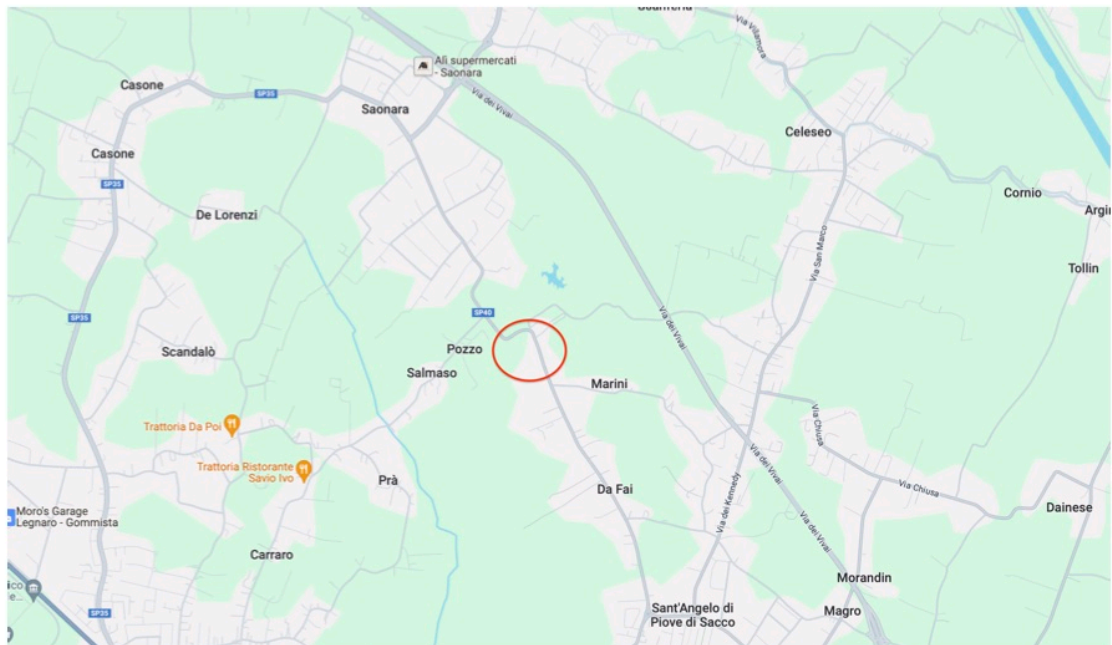 Via Villamora
Alì supermercati
- Saonara
Casone
SP35
Via dei Vivai
Saonara
Celeseo
Casone
SP35
Cornio
De Lorenzi
Via San Marco
Tollin
SP35
SP40
Via dei Vivai
Scandalò
Pozzo
Salmaso
Marini
Trattoria Da Poi
Via Chiusa
Trattoria Ristorante
Savio Ivo
Via dei Vivai
Prà
Via dei Kennedy
Via Chiusa
Da Fai
Moro's Garage
Legnaro - Gommista
Dainese
Via dei Vivai
Carraro
Morandin
SP35
Sant'Angelo di
Piove di Sacco
Magro